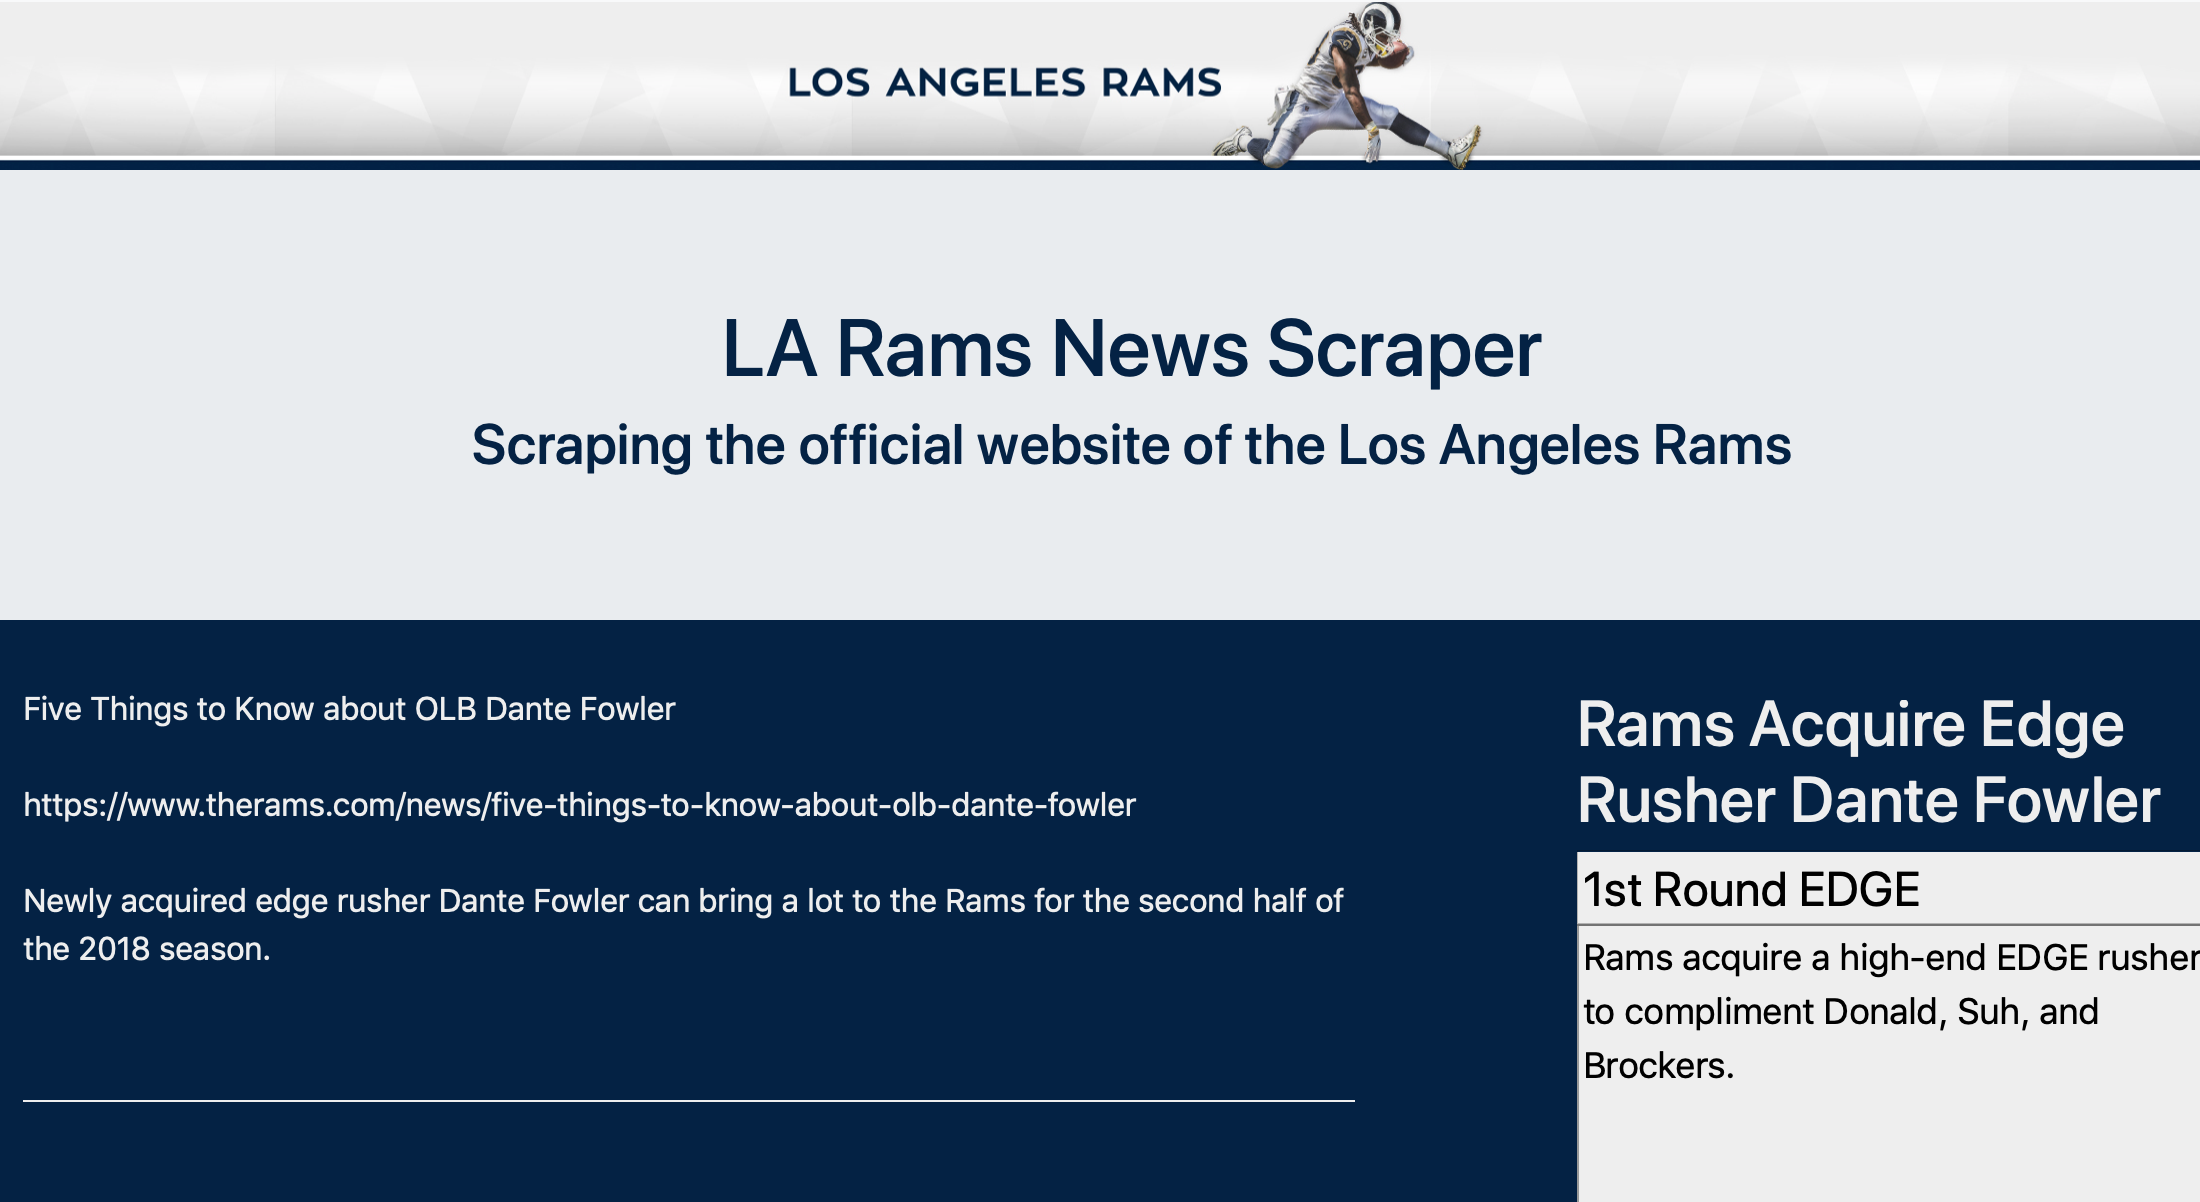 LOS ANGELES RAMS
LA Rams News Scraper
Scraping the official website of the Los Angeles Rams
Five Things to Know about OLB Dante Fowler
https://www.therams.com/news/five-things-to-know-about-olb-dante-fowler
Newly acquired edge rusher Dante Fowler can bring a lot to the Rams for the second half of
the 2018 season.
Rams Acquire Edge
Rusher Dante Fowler
1st Round EDGE
Rams acquire a high-end EDGE rusher
to compliment Donald, Suh, and
Brockers.